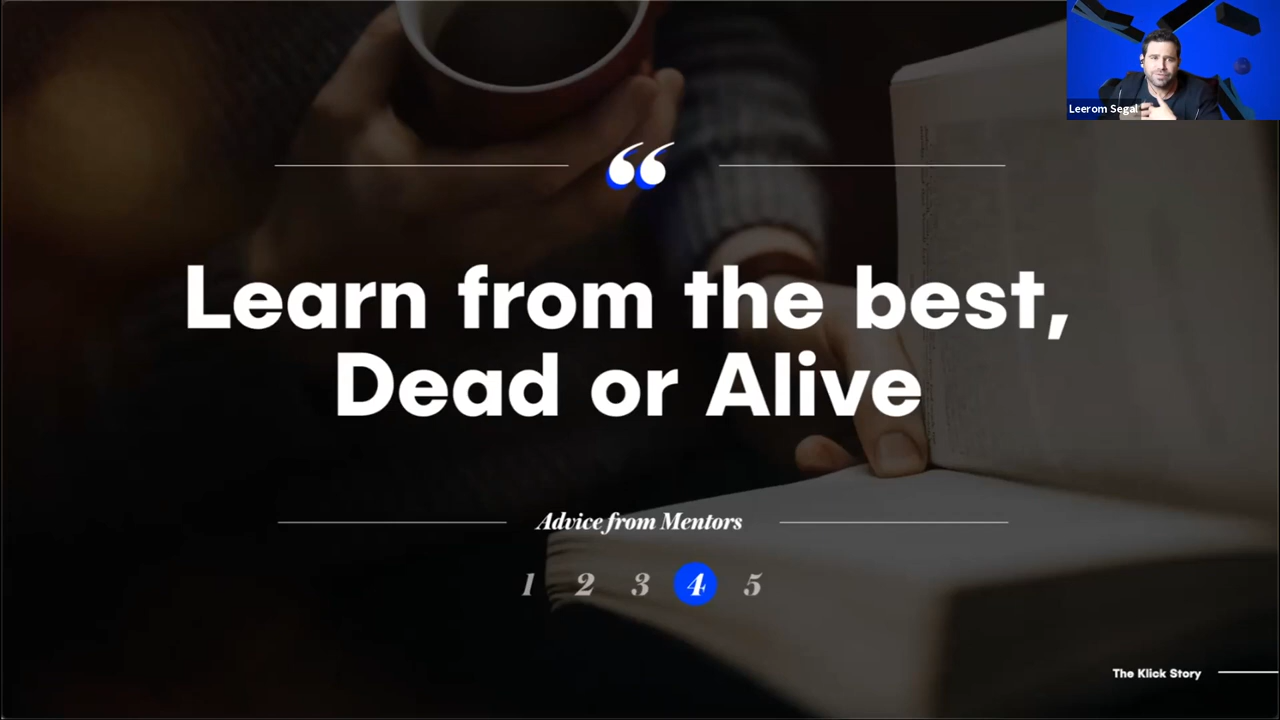 Leerom Segal
“
Learn from the best,
Dead or Alive
Advice from Mentors
1 2 3 4 5
The Klick Story